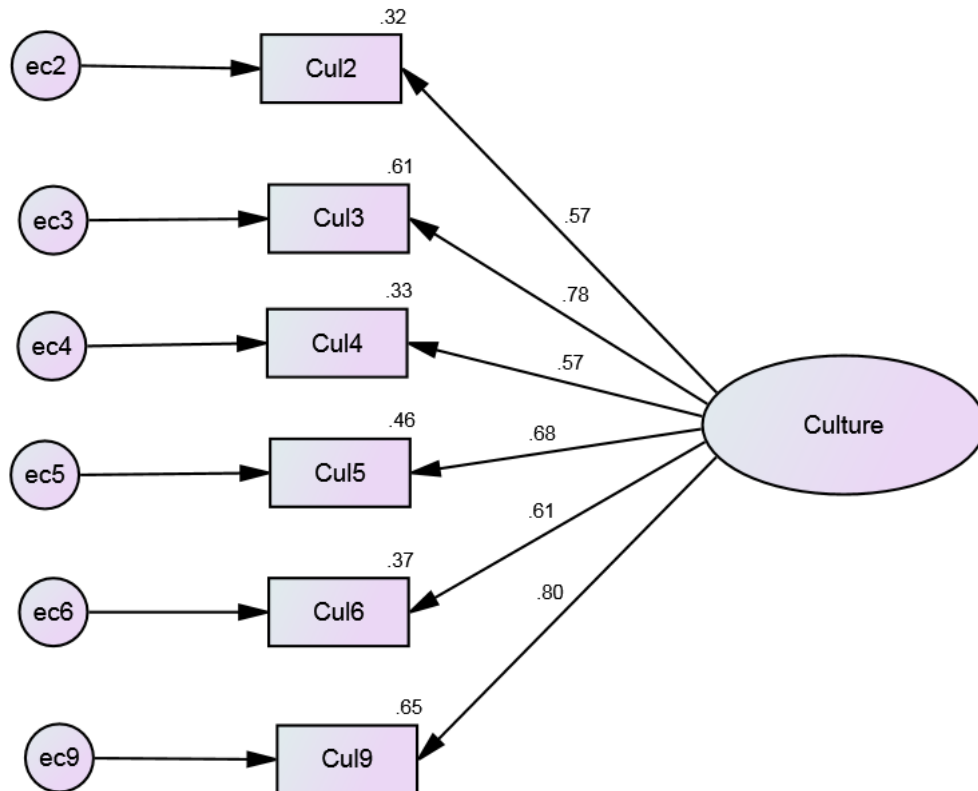 .32
ec2
Cul2
.61
ec3
Cul3
.57
.78
.33
ec4
Cul4
.57
Culture
.46
.68
ec5
Cul5
.61
.37
.80
ec6
Cul6
.65
ec9
Cul9